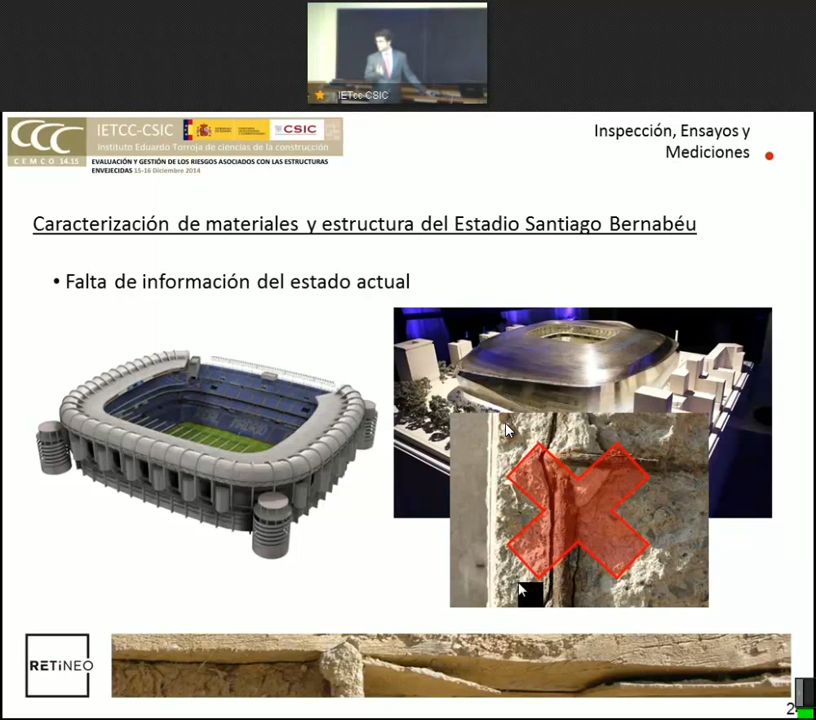 IETcc-CSIC
CCC
CEMCO 14.15
IETCC-CSIC
CSIC
Instituto Eduardo Torroja de ciencias de la construcción
EVALUACIÓN Y GESTIÓN DE LOS RIESGOS ASOCIADOS CON LAS ESTRUCTURAS
ENVEJECIDAS 15-16 Diciembre 2014
Inspección, Ensayos y
Mediciones
Caracterización de materiales y estructura del Estadio Santiago Bernabéu
• Falta de información del estado actual
RETINEO